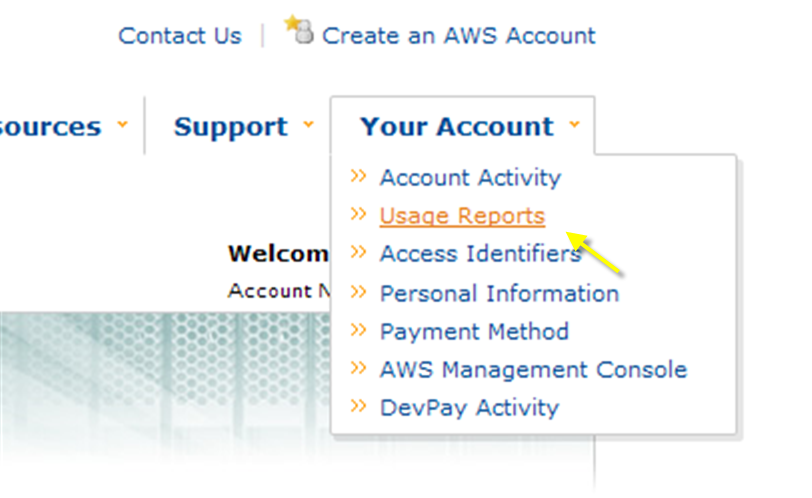 Contact Us | Create an AWS Account
sources Support Your Account
Account Activity
Usage Reports
Welcom
Access Identifiers
Account N
Personal Information
Payment Method
AWS Management Console
DevPay Activity